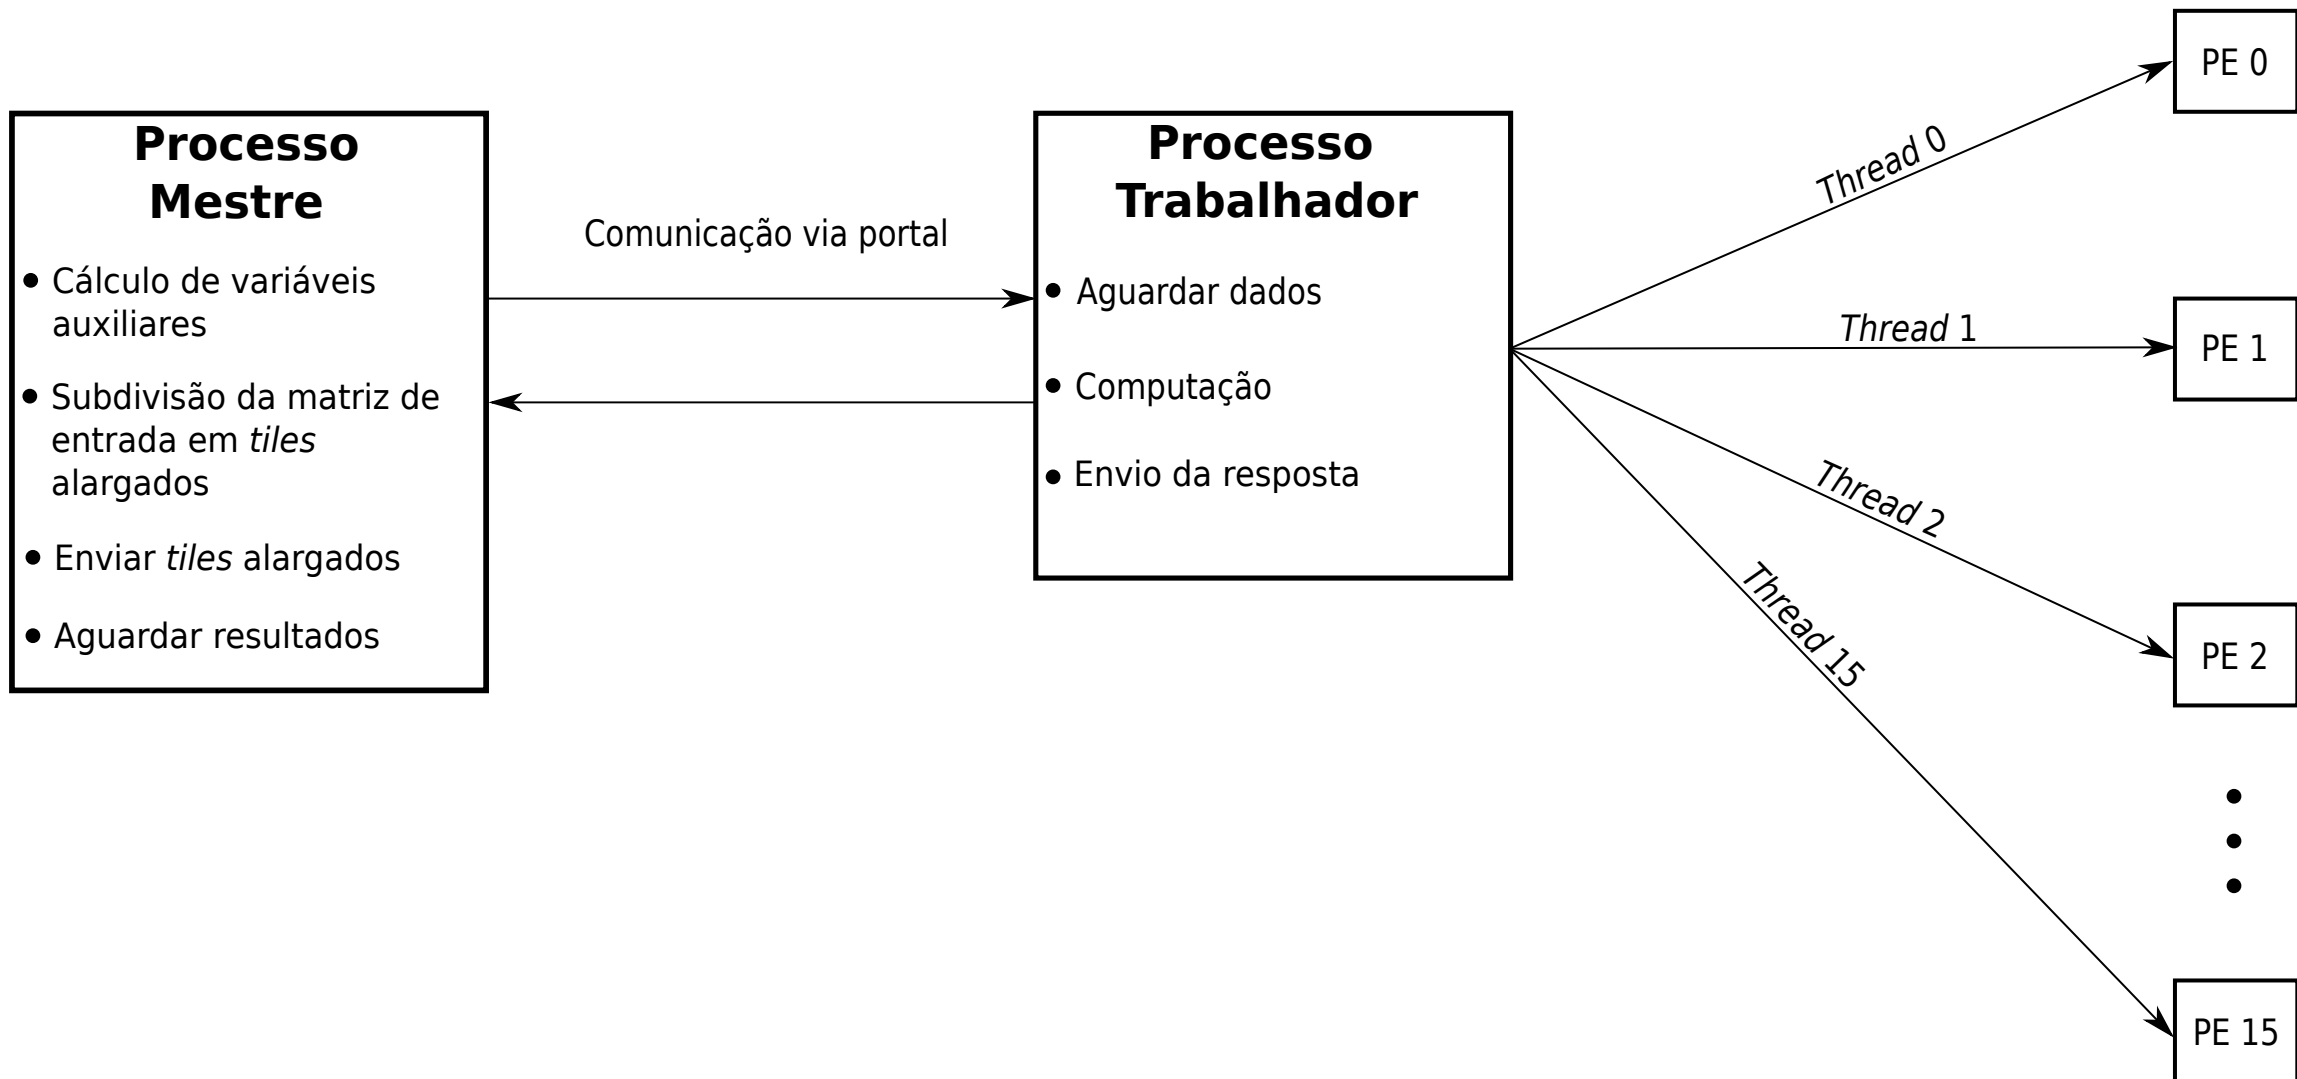 Processo
Mestre
• Cálculo de variáveis
auxiliares
• Subdivisão da matriz de
entrada em tiles
alargados
• Enviar tiles alargados
• Aguardar resultados
Comunicação via portal
Processo
Trabalhador
• Aguardar dados
• Computação
• Envio da resposta
Thread 0
Thread 1
Thread 2
Thread 15
PE 0
PE 1
PE 2
PE 15